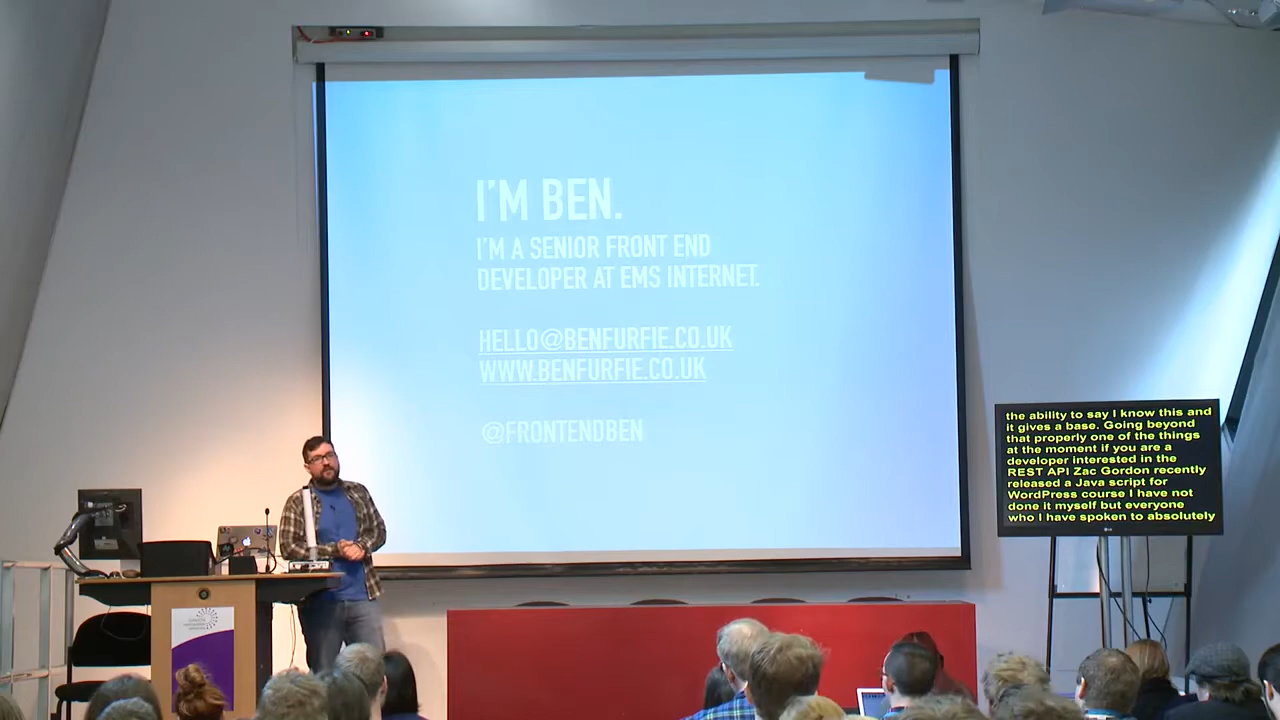 I'M BEN.
I'M A SENIOR FRONT END
DEVELOPER AT EMS INTERNET.
HELLO@BENFURFIE.CO.UK
WWW.BENFURFIE.CO.UK
@FRONTENDBEN
the ability to say I know this and
it gives a base. Going beyond
that properly one of the things
at the moment if you are a
developer interested in the
REST API Zac Gordon recently
released a Java script for
WordPress course I have not
done it myself but everyone
who I have spoken to absolutely